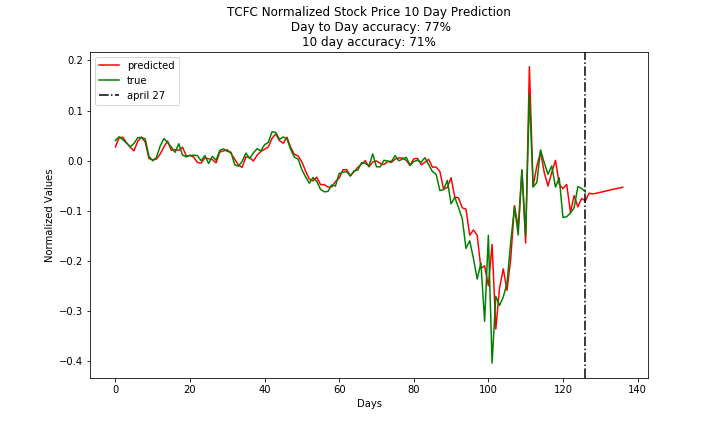 TCFC Normalized Stock Price 10 Day Prediction
Day to Day accuracy: 77%
10 day accuracy: 71%
predicted
true
april 27
0.2
0.1
0.0
−0.1
−0.2
−0.3
−0.4
Normalized Values
0 20 40 60 80 100 120 140
Days